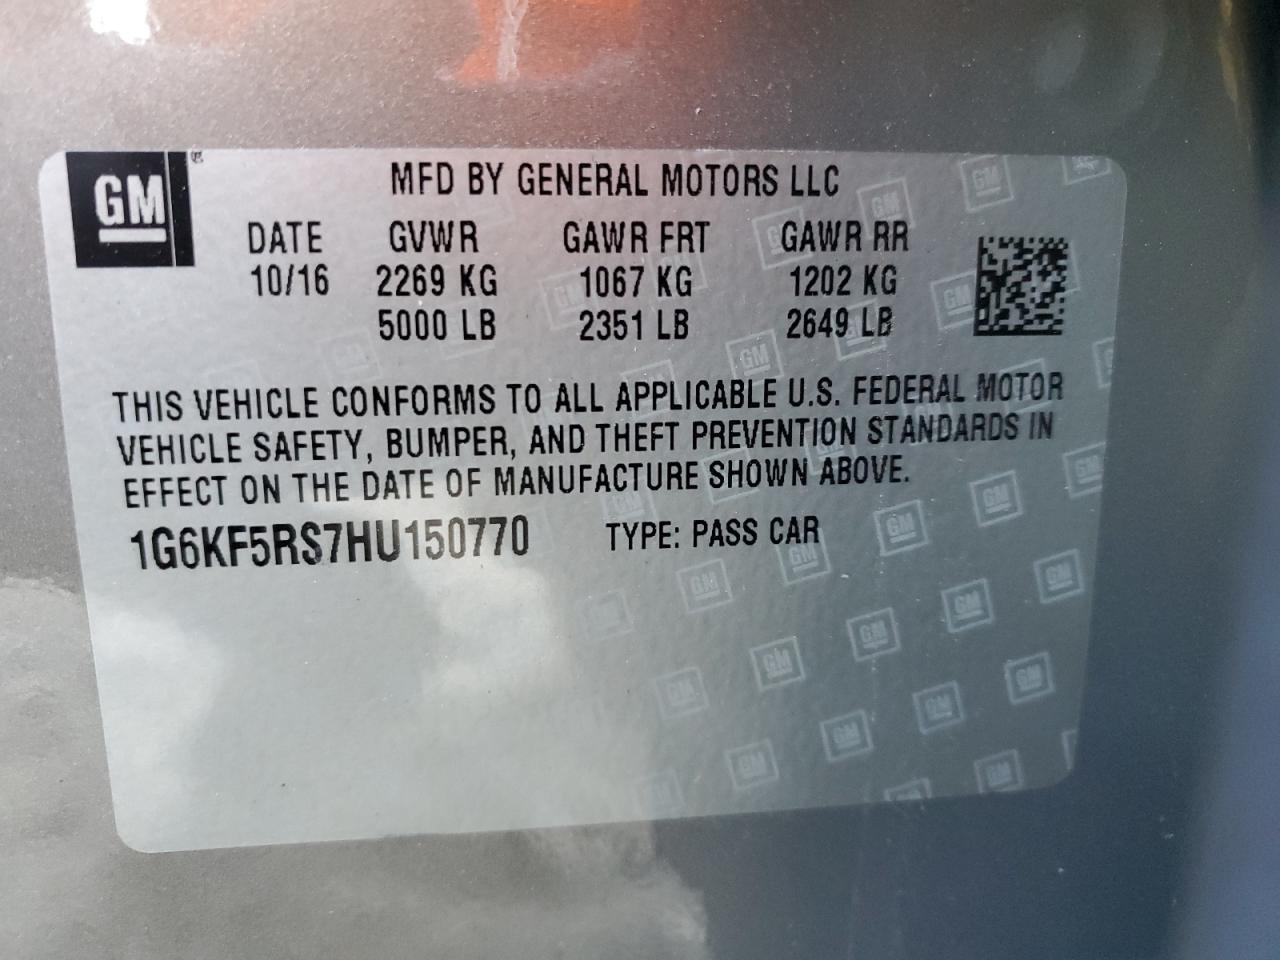 GM
MFD BY GENERAL MOTORS LLC
DATE GVWR GAWR FRT GAWR RR
10/16 2269 KG 1067 KG 1202 KG
5000 LB 2351 LB 2649 LB
THIS VEHICLE CONFORMS TO ALL APPLICABLE U.S. FEDERAL MOTOR
VEHICLE SAFETY, BUMPER, AND THEFT PREVENTION STANDARDS IN
EFFECT ON THE DATE OF MANUFACTURE SHOWN ABOVE.
1G6KF5RS7HU150770 TYPE: PASS CAR